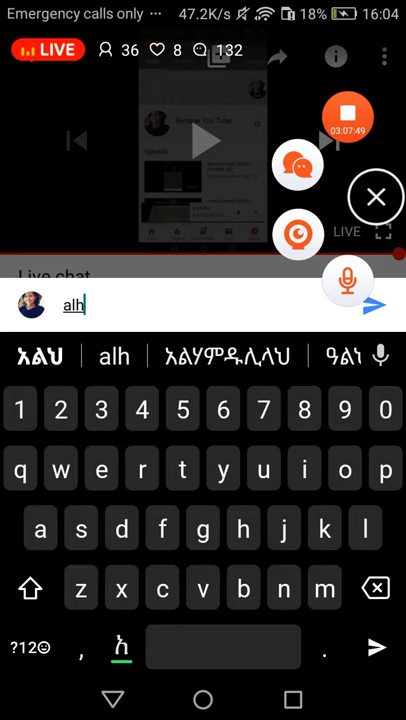 Emergency calls only ... 47.2K/s 18% 16:04
LIVE 36 8 132
03:07:49
LIVE
Live chat
alh
አልህ alh አልሃምዱሊላህ
1 2 3 4 5 6 7 8 9 0
q w e r t y u i o p
a s d f g h j k l
z x c v b n m
?12☺ , አ .